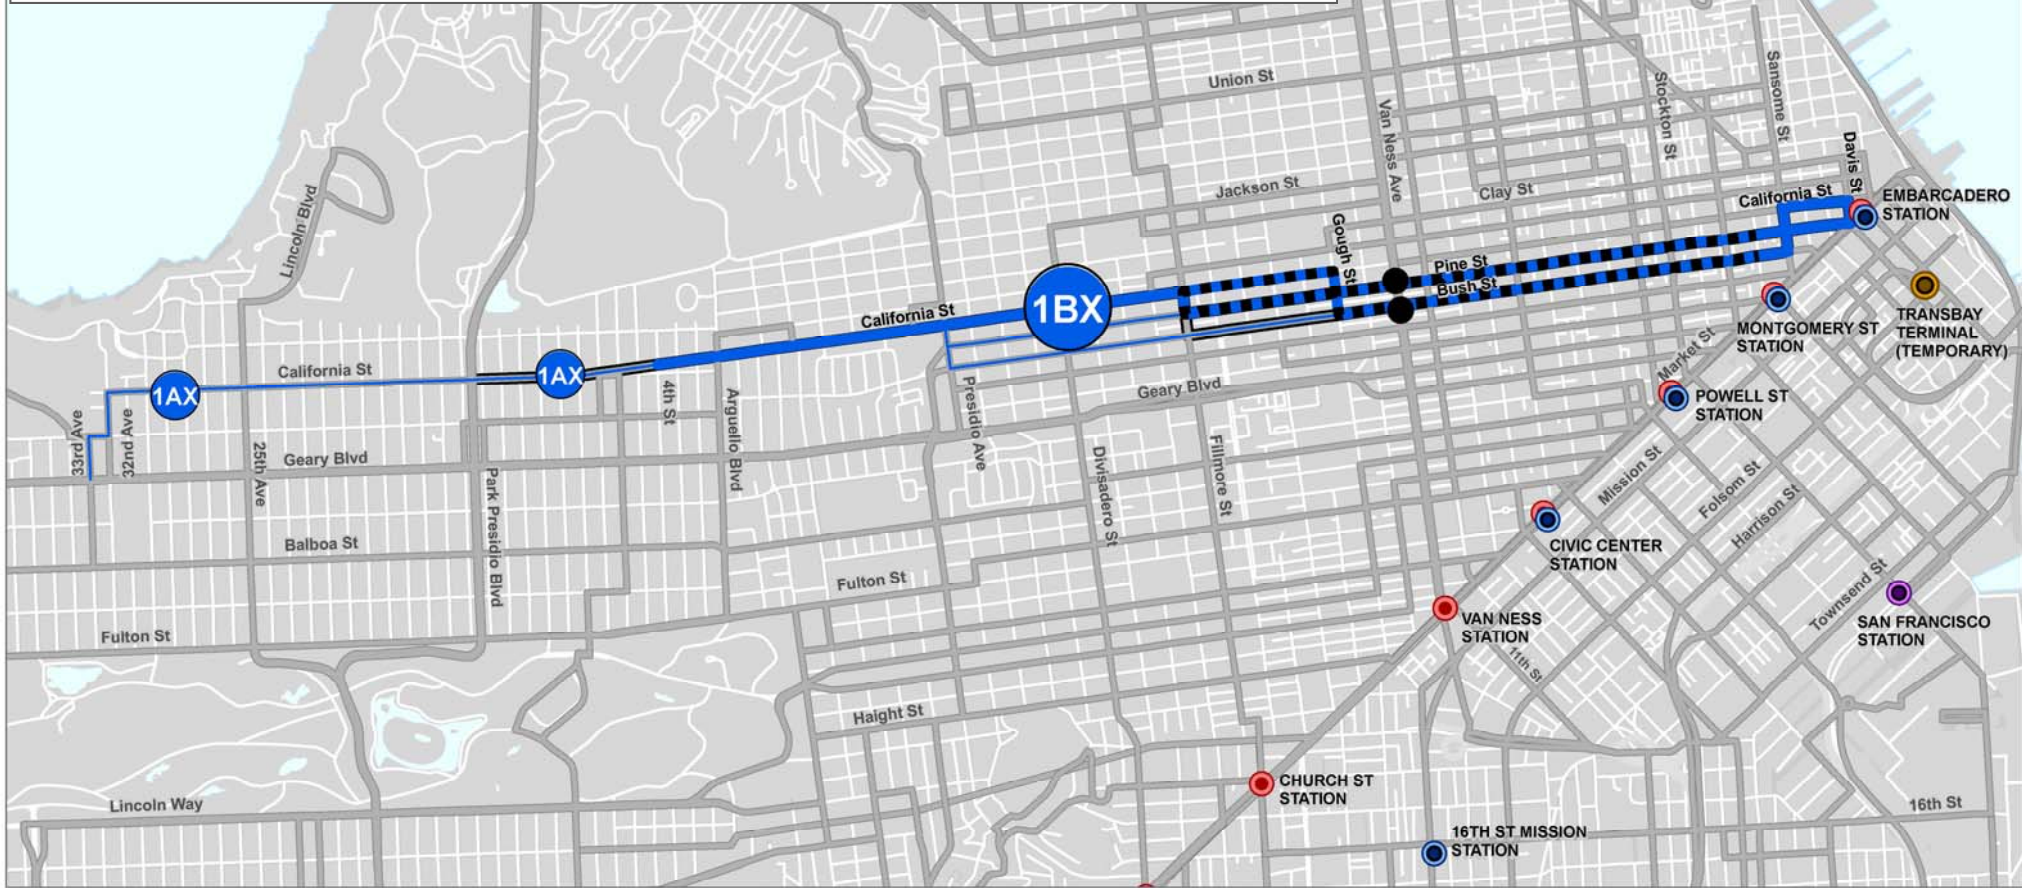 Union St
Van Ness Ave
Stockton St
Sansome St
Davis St
Lincoln Blvd
Jackson St
Clay St
California St
EMBARCADERO
STATION
Gough St
Pine St
Bush St
1BX
California St
TRANSBAY
TERMINAL
(TEMPORARY)
MONTGOMERY ST
STATION
Market St
California St
1AX
1AX
4th St
Arguello Blvd
Presidio Ave
Geary Blvd
POWELL ST
STATION
33rd Ave
32nd Ave
25th Ave
Geary Blvd
Park Presidio Blvd
Divisadero St
Fillmore St
Mission St
Folsom St
Harrison St
Balboa St
CIVIC CENTER
STATION
Fulton St
Townsend St
VAN NESS
STATION
SAN FRANCISCO
STATION
Fulton St
11th St
Haight St
CHURCH ST
STATION
Lincoln Way
16th St
16TH ST MISSION
STATION